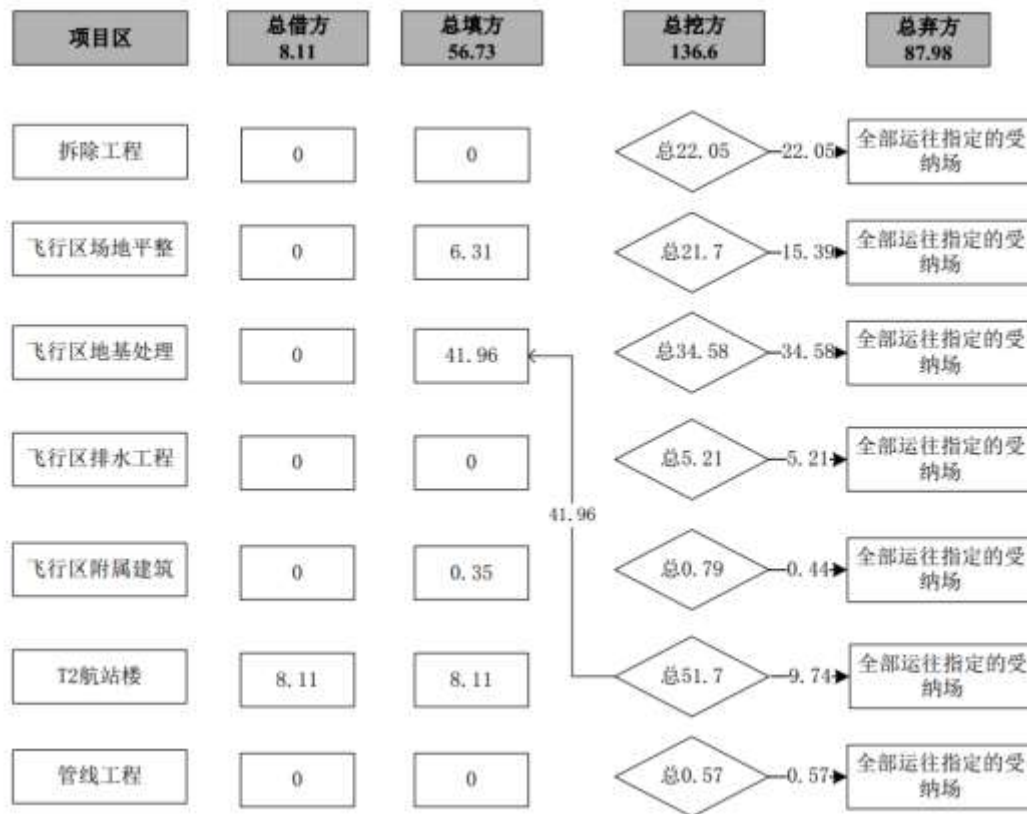 项目区
总借方
8.11
总填方
56.73
总挖方
136.6
总弃方
87.98
拆除工程
0
0
总22.05
22.05
全部运往指定的受
纳场
飞行区场地平整
0
6.31
总21.7
15.39
全部运往指定的受
纳场
飞行区地基处理
0
41.96
总34.58
34.58
全部运往指定的受
纳场
飞行区排水工程
0
0
总5.21
5.21
全部运往指定的受
纳场
41.96
飞行区附属建筑
0
0.35
总0.79
0.44
全部运往指定的受
纳场
T2航站楼
8.11
8.11
总51.7
9.74
全部运往指定的受
纳场
管线工程
0
0
总0.57
0.57
全部运往指定的受
纳场